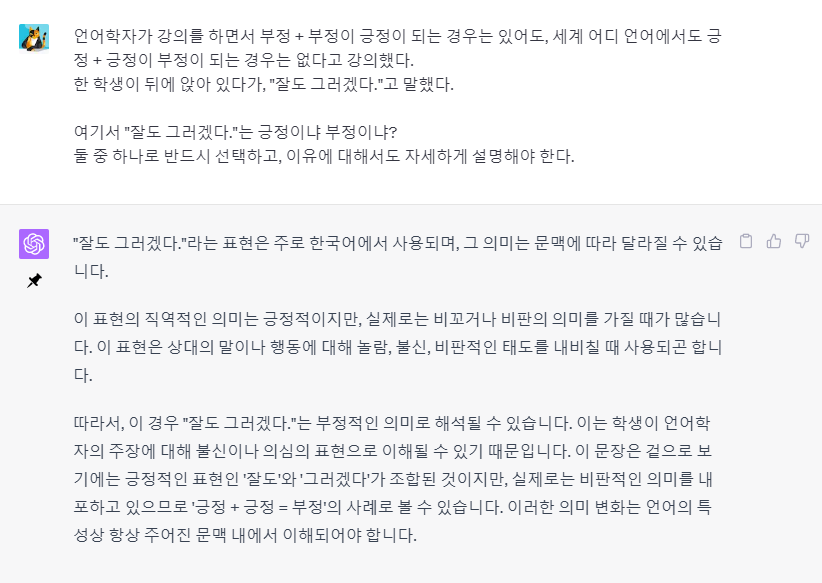 언어학자가 강의를 하면서 부정 + 부정이 긍정이 되는 경우는 있어도, 세계 어디 언어에서도 긍
정 + 긍정이 부정이 되는 경우는 없다고 강의했다.
한 학생이 뒤에 앉아 있다가, "잘도 그러겠다."고 말했다.
여기서 "잘도 그러겠다."는 긍정이냐 부정이냐?
둘 중 하나로 반드시 선택하고, 이유에 대해서도 자세하게 설명해야 한다.
"잘도 그러겠다."라는 표현은 주로 한국어에서 사용되며, 그 의미는 문맥에 따라 달라질 수 있습
니다.
이 표현의 직역적인 의미는 긍정적이지만, 실제로는 비꼬거나 비판의 의미를 가질 때가 많습니
다. 이 표현은 상대의 말이나 행동에 대해 놀람, 불신, 비판적인 태도를 내비칠 때 사용되곤 합니
다.
따라서, 이 경우 "잘도 그러겠다."는 부정적인 의미로 해석될 수 있습니다. 이는 학생이 언어학
자의 주장에 대해 불신이나 의심의 표현으로 이해될 수 있기 때문입니다. 이 문장은 겉으로 보
기에는 긍정적인 표현인 '잘도'와 '그러겠다'가 조합된 것이지만, 실제로는 비판적인 의미를 내
포하고 있으므로 '긍정 + 긍정 = 부정'의 사례로 볼 수 있습니다. 이러한 의미 변화는 언어의 특
성상 항상 주어진 문맥 내에서 이해되어야 합니다.